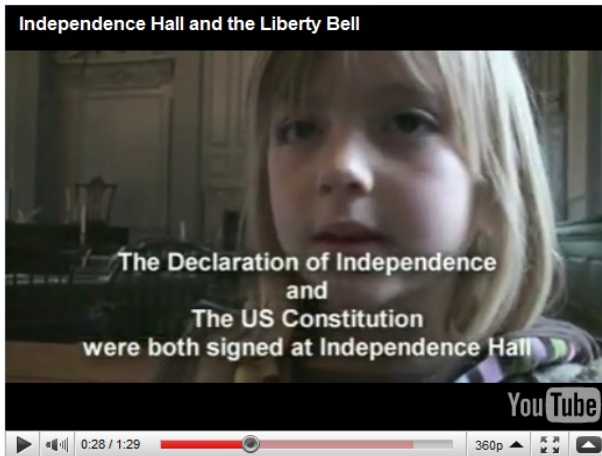 Independence Hall and the Liberty Bell
The Declaration of Independence
and
The US Constitution
were both signed at Independence Hall
YouTube
0:28 / 1:29
360p